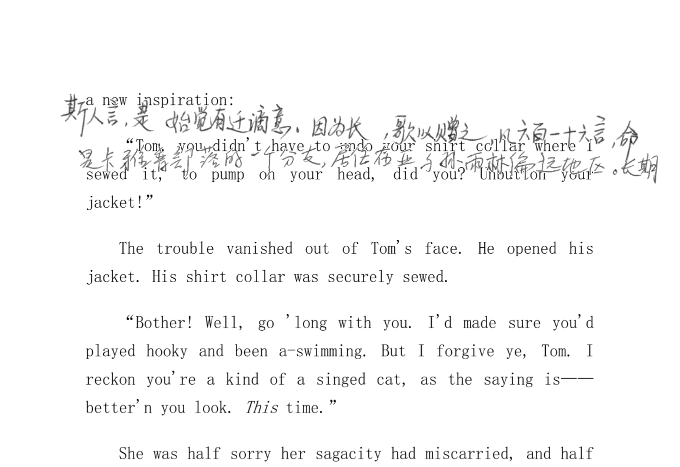 a new inspiration:
斯人言,是 始觉有迁谪意。因为长 ,歌以赠之,凡六百一十六言,命
“Tom, you didn't have to undo your shirt collar where I
是卡雅 部落的一个分支,居住在亚马孙雨林偏远地区。长期
sewed it, to pump on your head, did you? Unbutton your
jacket!”
The trouble vanished out of Tom's face. He opened his
jacket. His shirt collar was securely sewed.
“Bother! Well, go 'long with you. I'd made sure you'd
played hooky and been a-swimming. But I forgive ye, Tom. I
reckon you're a kind of a singed cat, as the saying is——
better'n you look. This time.”
She was half sorry her sagacity had miscarried, and half